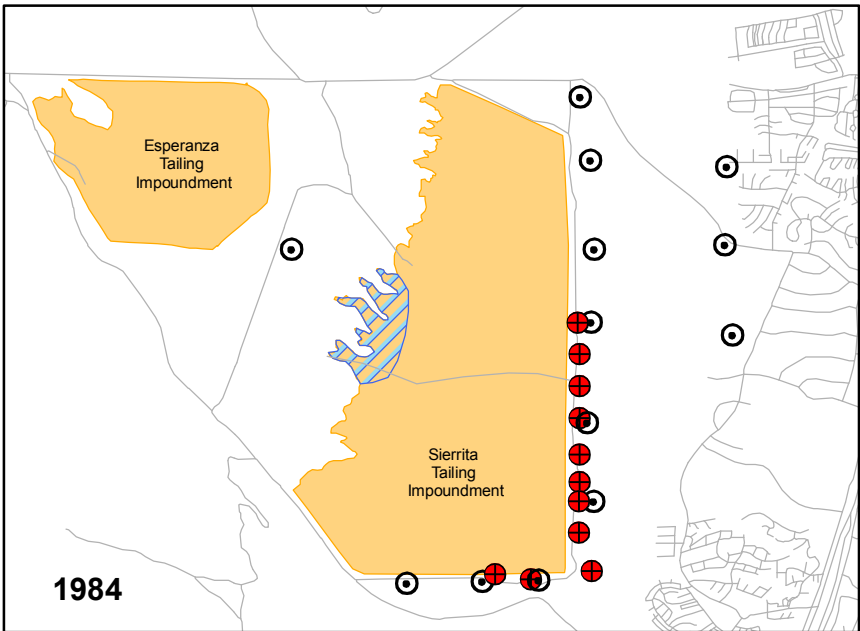 Esperanza
Tailing
Impoundment
Sierrita
Tailing
Impoundment
1984